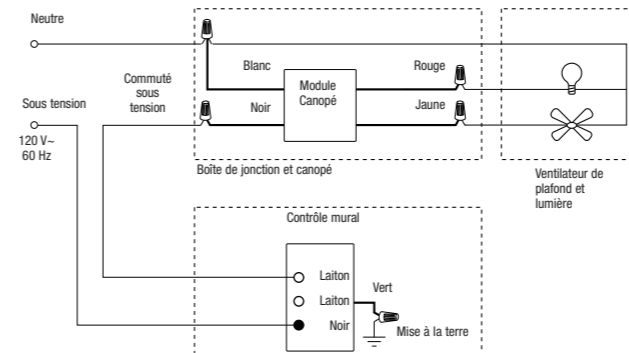 Neutre
Commuté
sous
tension
Sous tension
120 V~
60 Hz
Blanc
Noir
Module
Canopé
Rouge
Jaune
Boîte de jonction et canopé
Ventilateur de
plafond et
lumière
Contrôle mural
Laiton
Laiton
Noir
Vert
Mise à la terre